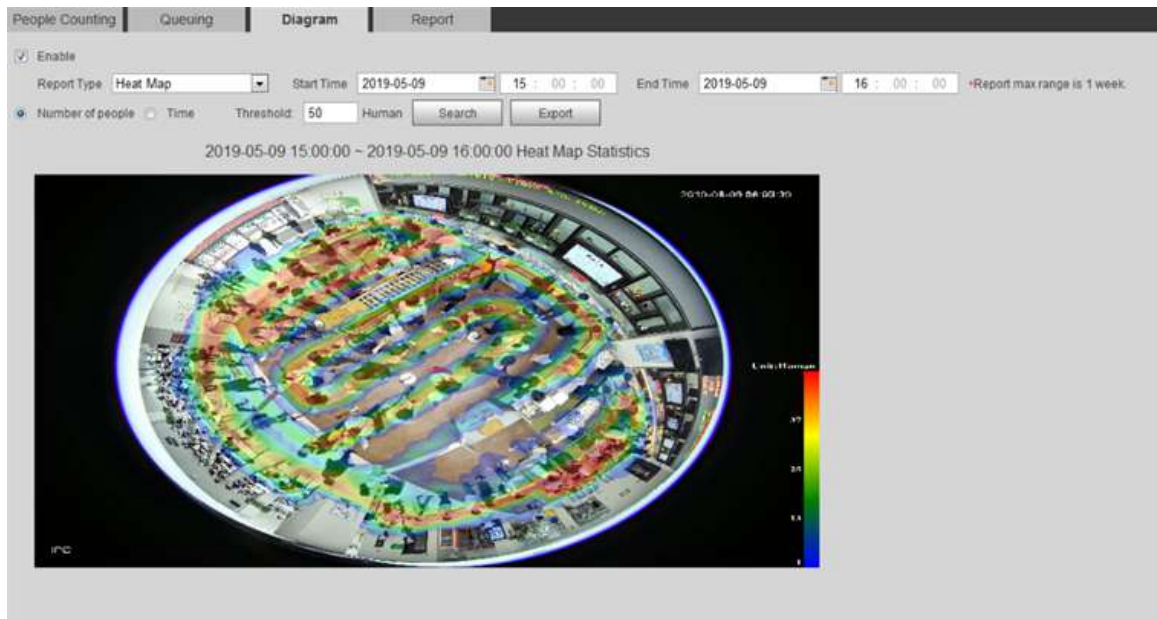 People Counting Queuing Diagram Report
Enable
Report Type Heat Map Start Time 2019-05-09 15 : 00 : 00 End Time 2019-05-09 16 : 00 : 00 *Report max range is 1 week.
Number of people Time Threshold: 50 Human Search Export
2019-05-09 15:00:00 ~ 2019-05-09 16:00:00 Heat Map Statistics
Unit:Human
IPC